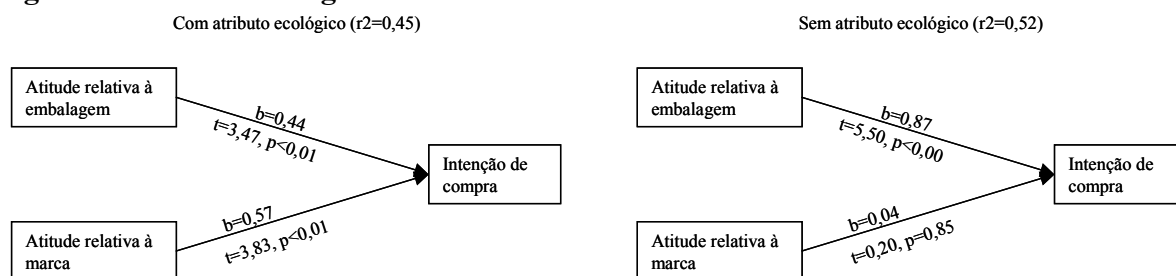 Com atributo ecológico (r2=0,45)
Atitude relativa à
embalagem
b=0,44
t=3,47, p<0,01
Intenção de
compra
b=0,57
t=3,83, p<0,01
Atitude relativa à
marca
Sem atributo ecológico (r2=0,52)
Atitude relativa à
embalagem
b=0,87
t=5,50, p<0,00
Intenção de
compra
b=0,04
t=0,20, p=0,85
Atitude relativa à
marca